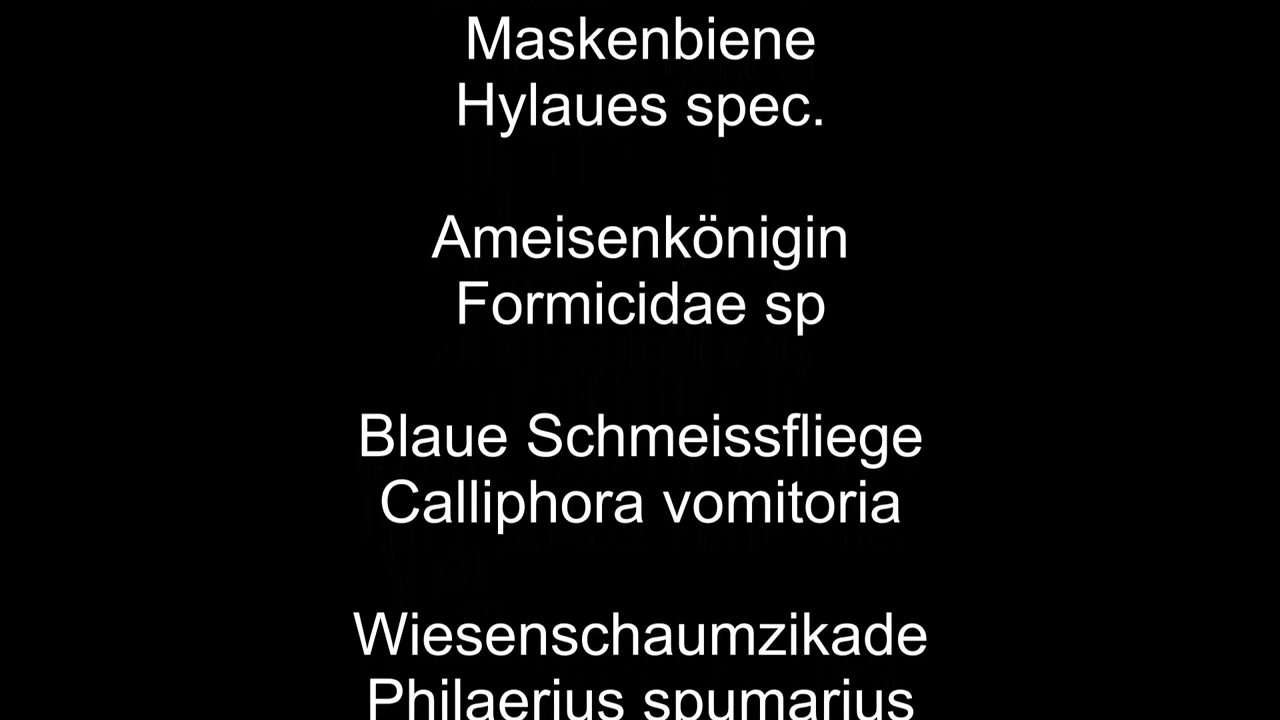 Maskenbiene
Hylaues spec.
Ameisenkönigin
Formicidae sp
Blaue Schmeissfliege
Calliphora vomitoria
Wiesenschaumzikade
Philaerius spumarius